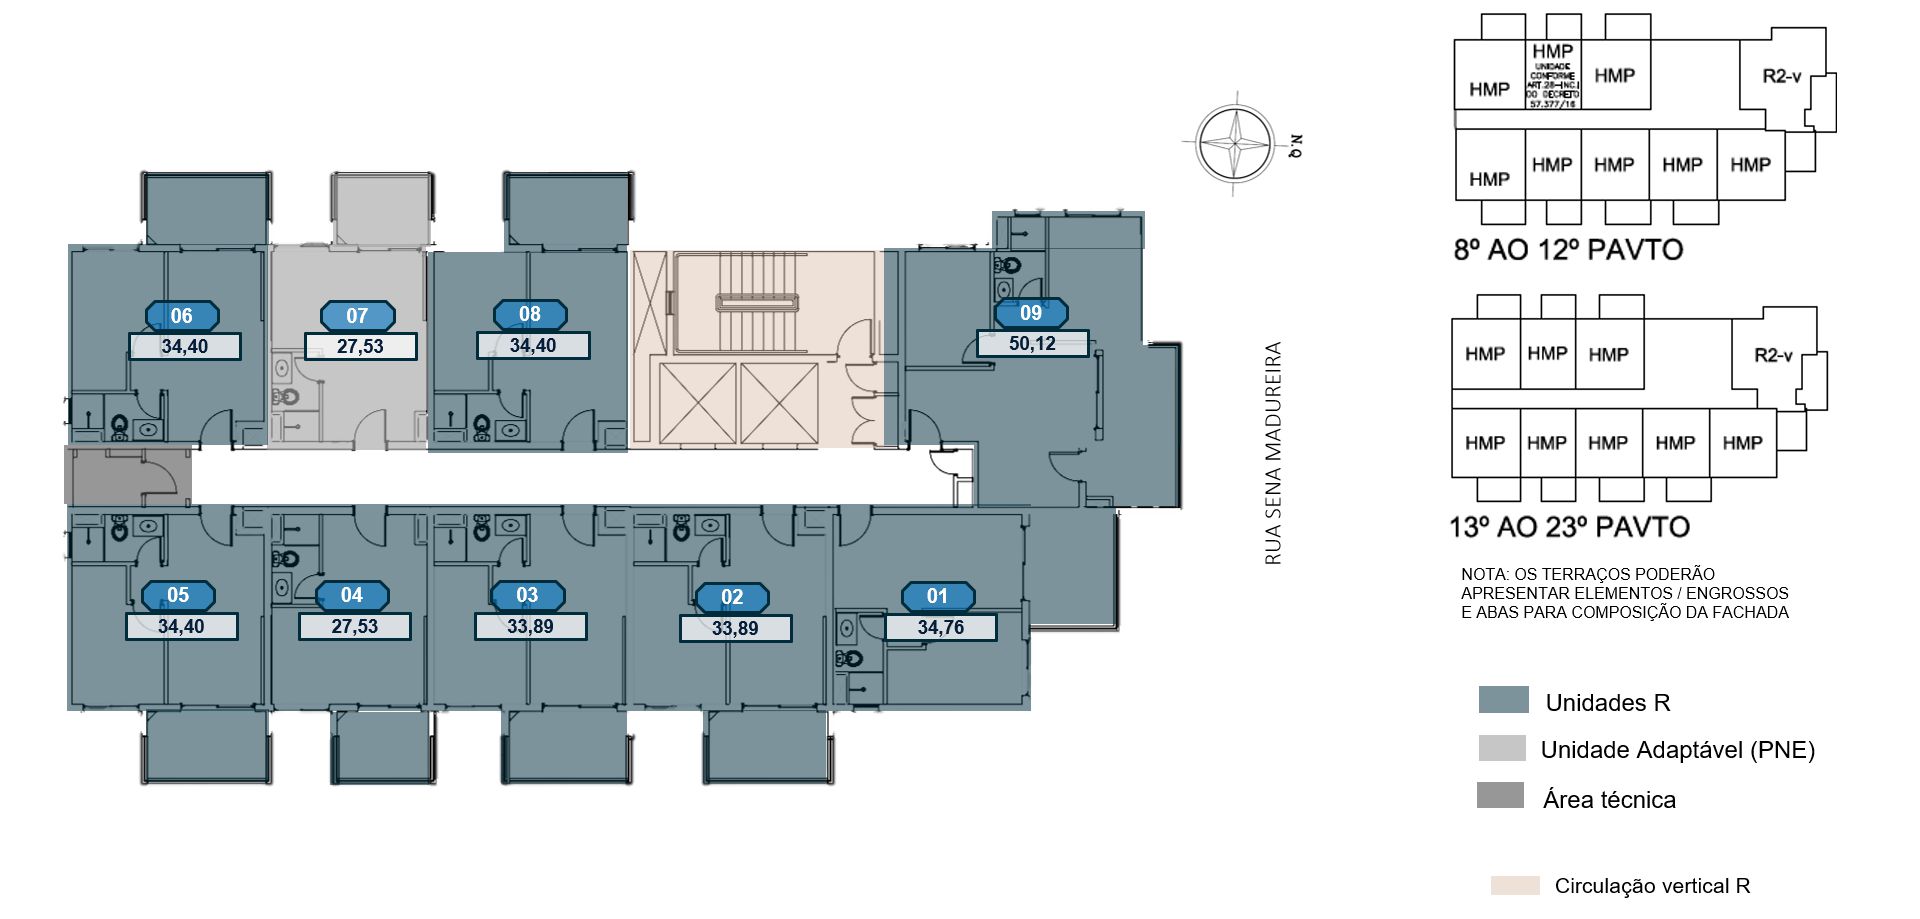 06
34,40
07
27,53
08
34,40
09
50,12
05
34,40
04
27,53
03
33,89
02
33,89
01
34,76
N.Q
RUA SENA MADUREIRA
HMP
HMP
UNIDADE
CONFORME
ART.28-INC.I
DO DECRETO
57.377/16
HMP
R2-v
HMP
HMP
HMP
HMP
HMP
8º AO 12º PAVTO
HMP
HMP
HMP
R2-v
HMP
HMP
HMP
HMP
HMP
13º AO 23º PAVTO
NOTA: OS TERRAÇOS PODERÃO
APRESENTAR ELEMENTOS / ENGROSSOS
E ABAS PARA COMPOSIÇÃO DA FACHADA
Unidades R
Unidade Adaptável (PNE)
Área técnica
Circulação vertical R